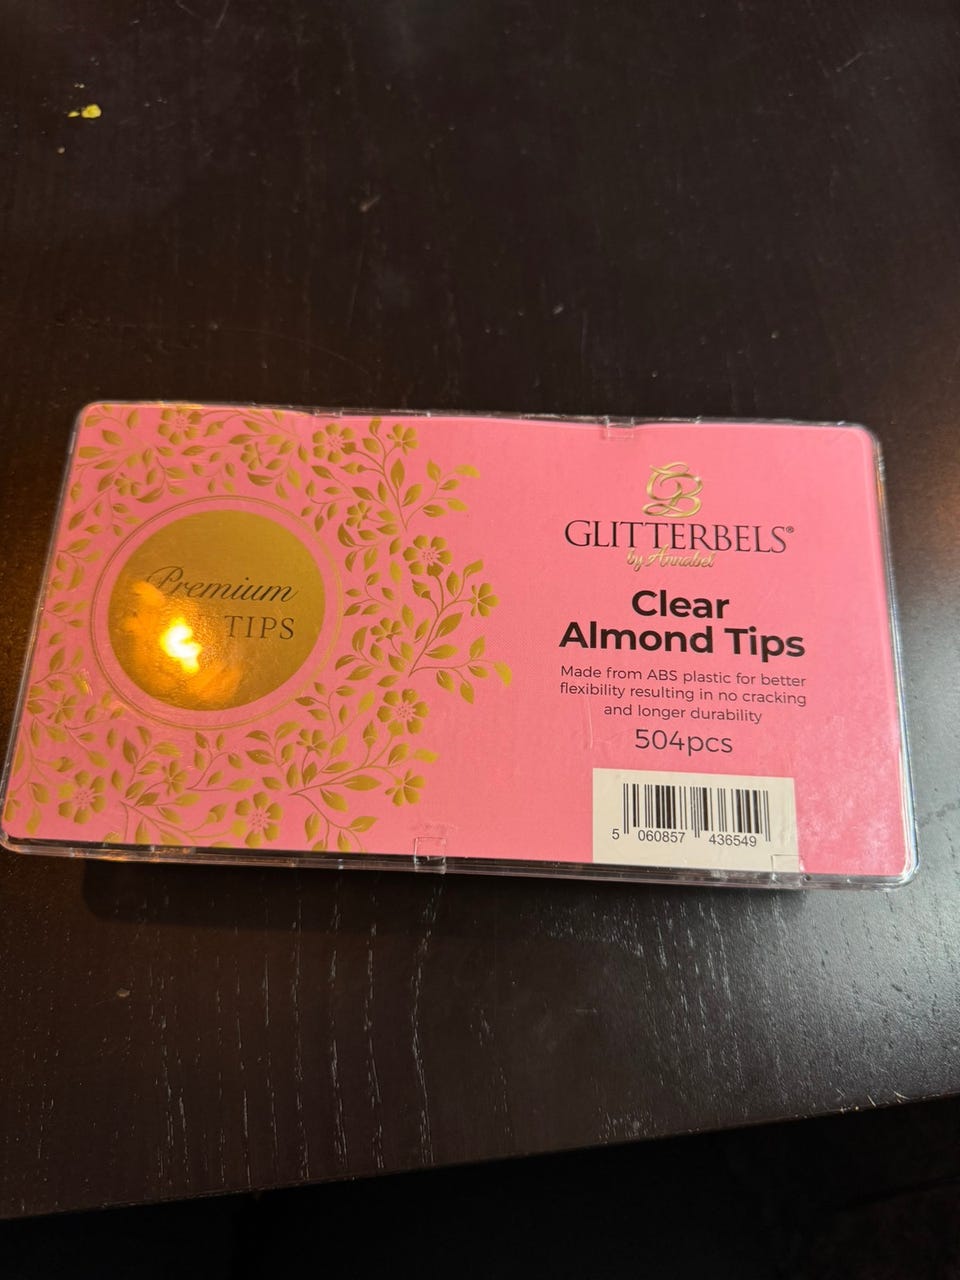 Premium
TIPS
GB
GLITTERBELS®
by Annabel
Clear
Almond Tips
Made from ABS plastic for better
flexibility resulting in no cracking
and longer durability
504pcs
5 060857 436549